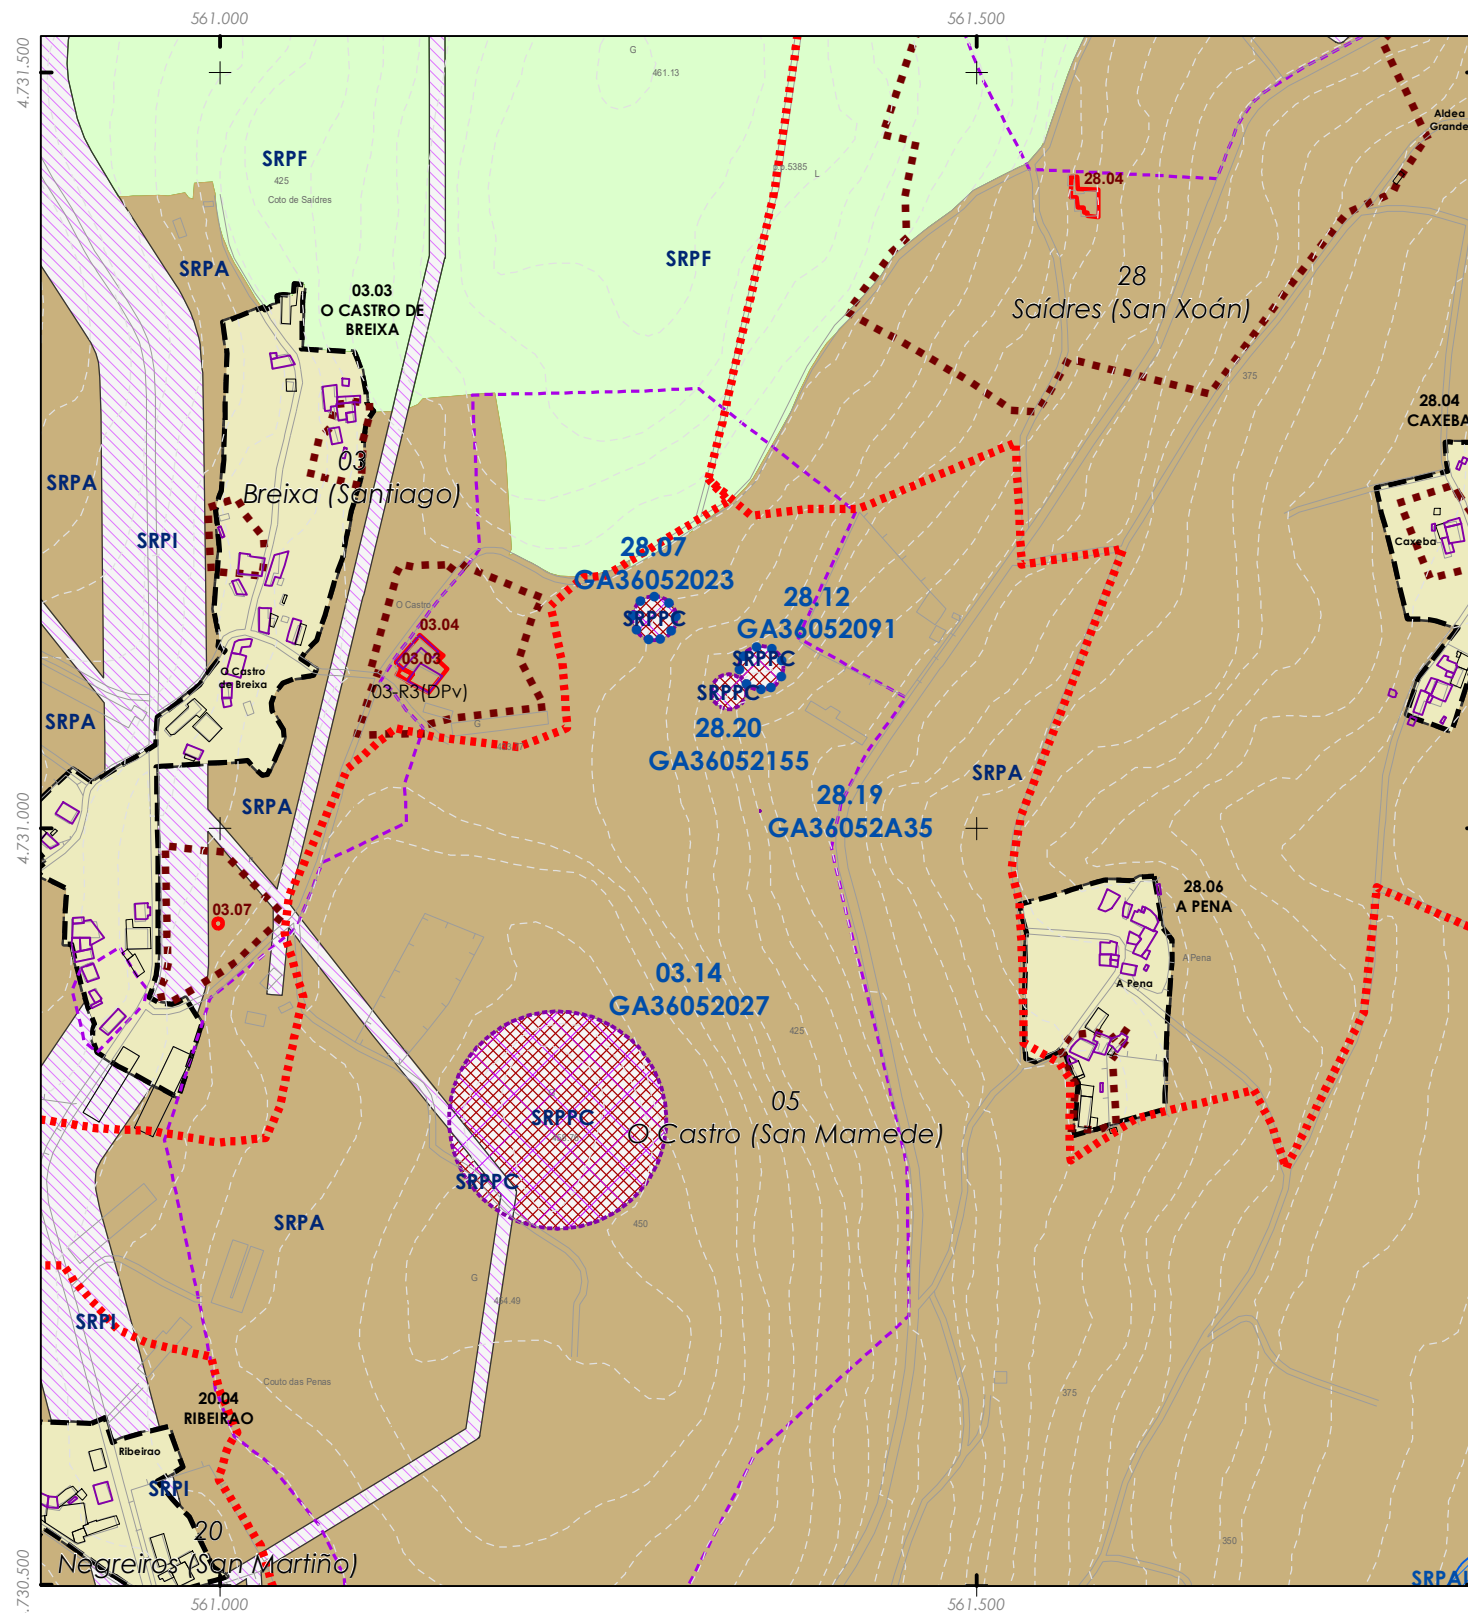 561.000
561.500
4.731.500
G
461.13
Aldea
Grande
SRPF
425
Coto de Saídres
L
28.04
SRPA
SRPF
28
Saídres (San Xoán)
03.03
O CASTRO DE
BREIXA
375
28.04
CAXEBA
03
Breixa (Santiago)
SRPA
SRPI
Caxeba
28.07
GA36052023
SRPPC
28.12
GA36052091
SRPPC
O Castro
03.04
03.03
03-R3(DPv)
O Castro
de Breixa
SRPPC
28.20
GA36052155
G
SRPA
SRPA
28.19
GA36052A35
SRPA
4.731.000
28.06
A PENA
03.07
A Pena
A Pena
03.14
GA36052027
425
05
O Castro (San Mamede)
SRPPC
SRPPC
SRPA
450
G
454.49
SRPI
Couto das Penas
20.04
RIBEIRAO
375
Ribeirao
SRPI
20
Negreiros (San Martiño)
350
SRPAU
.730.500
561.000
561.500